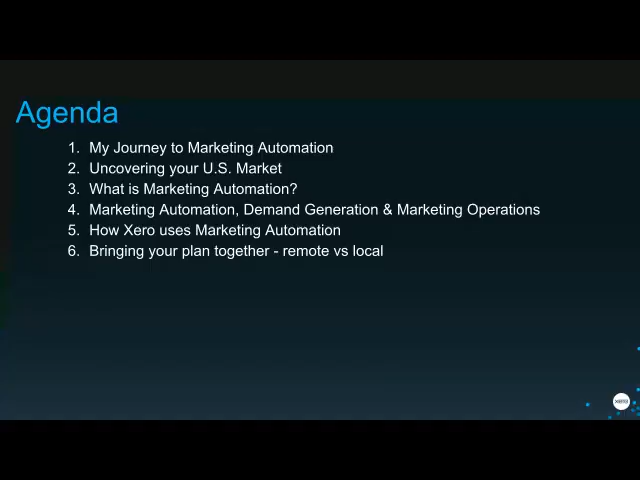 Agenda
1. My Journey to Marketing Automation
2. Uncovering your U.S. Market
3. What is Marketing Automation?
4. Marketing Automation, Demand Generation & Marketing Operations
5. How Xero uses Marketing Automation
6. Bringing your plan together - remote vs local
xero